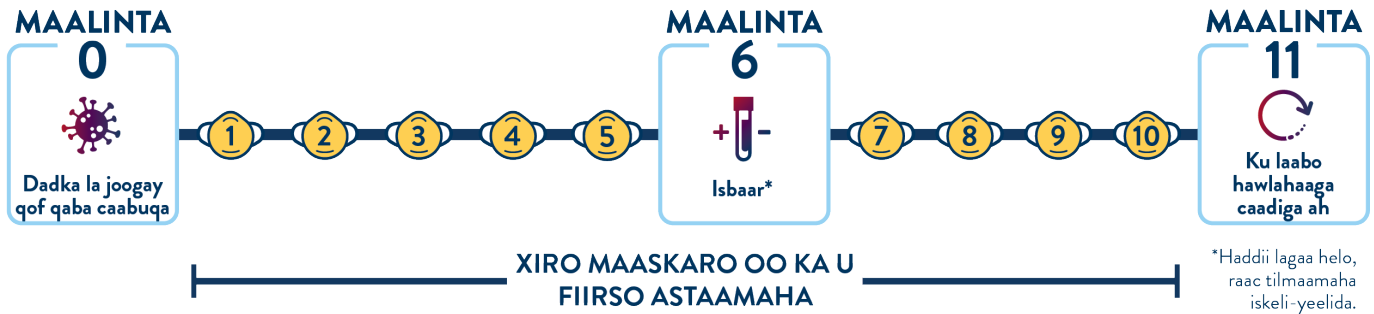 MAALINTA
0
Dadka la joogay
qof qaba caabuqa
1
2
3
4
5
MAALINTA
6
+ -
Isbaar*
7
8
9
10
MAALINTA
11
Ku laabo
hawlahaaga
caadiga ah
XIRO MAASKARO OO KA U
FIIRSO ASTAAMAHA
*Haddii lagaa helo,
raac tilmaamaha
iskeli-yeelida.